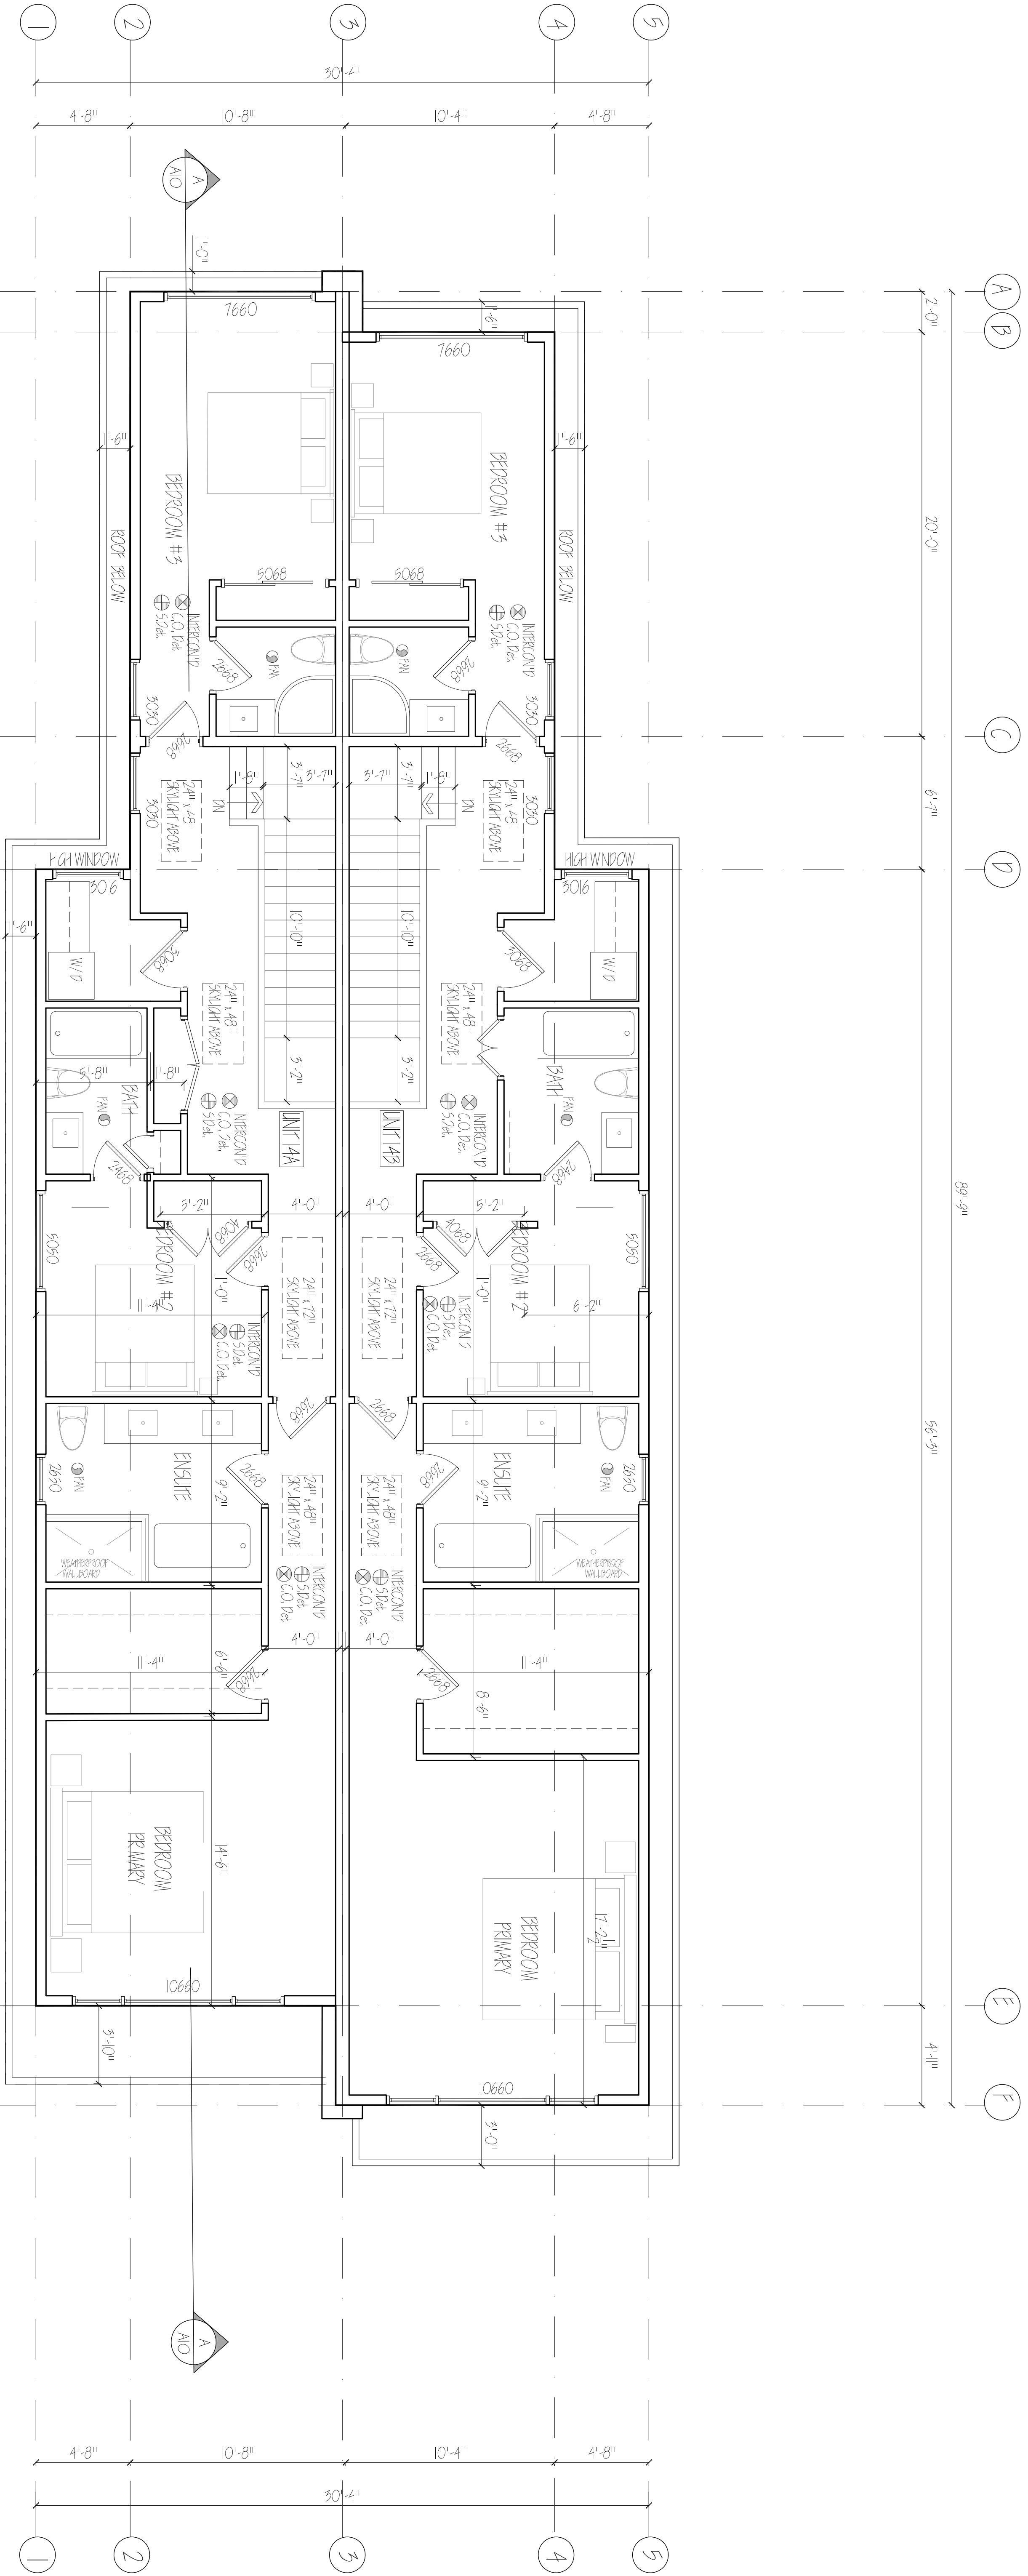 1
2
3
4
5
30'-4"
4'-8"
10'-8"
10'-4"
4'-8"
A
A10
1'-0"
A
B
2'-0"
7660
1'-6"
7660
1'-6"
1'-6"
BEDROOM #3
BEDROOM #3
20'-0"
ROOF BELOW
ROOF BELOW
5068
5068
INTERCON'D
C.O. Det.
S.Det.
INTERCON'D
C.O. Det.
S.Det.
2668
FAN
FAN
2668
3030
2668
2668
3030
C
1'-8"
3'-7"
3'-7"
3'-7"
3'-7"
1'-8"
DN
DN
3030
24" x 48"
SKYLIGHT ABOVE
24" x 48"
SKYLIGHT ABOVE
3030
6'-7"
HIGH WINDOW
HIGH WINDOW
D
3016
3016
1'-6"
10'-10"
10'-10"
3068
3068
W/D
W/D
24" x 48"
SKYLIGHT ABOVE
24" x 48"
SKYLIGHT ABOVE
5'-8"
1'-8"
3'-2"
3'-2"
BATH
BATH
FAN
FAN
INTERCON'D
C.O. Det.
S.Det.
INTERCON'D
C.O. Det.
S.Det.
UNIT 14A
UNIT 14B
2468
2468
89'-9"
5'-2"
4'-0"
4'-0"
5'-2"
4068
4068
2668
2668
5050
5050
BEDROOM #2
BEDROOM #2
11'-0"
11'-0"
24" x 72"
SKYLIGHT ABOVE
24" x 72"
SKYLIGHT ABOVE
11'-4"
6'-2"
INTERCON'D
S.Det.
C.O. Det.
INTERCON'D
S.Det.
C.O. Det.
2668
2668
56'-3"
ENSUITE
ENSUITE
2650
FAN
FAN
2650
2668
2668
9'-2"
9'-2"
24" x 48"
SKYLIGHT ABOVE
24" x 48"
SKYLIGHT ABOVE
WEATHERPROOF
WALLBOARD
WEATHERPROOF
WALLBOARD
INTERCON'D
S.Det.
C.O. Det.
INTERCON'D
S.Det.
C.O. Det.
4'-0"
4'-0"
11'-4"
6'-6"
2668
2668
11'-4"
8'-6"
BEDROOM
PRIMARY
14'-6"
BEDROOM
PRIMARY
17'-2 1/2"
10660
E
3'-10"
4'-11"
10660
F
3'-0"
A
A10
4'-8"
10'-8"
10'-4"
4'-8"
30'-4"
1
2
3
4
5